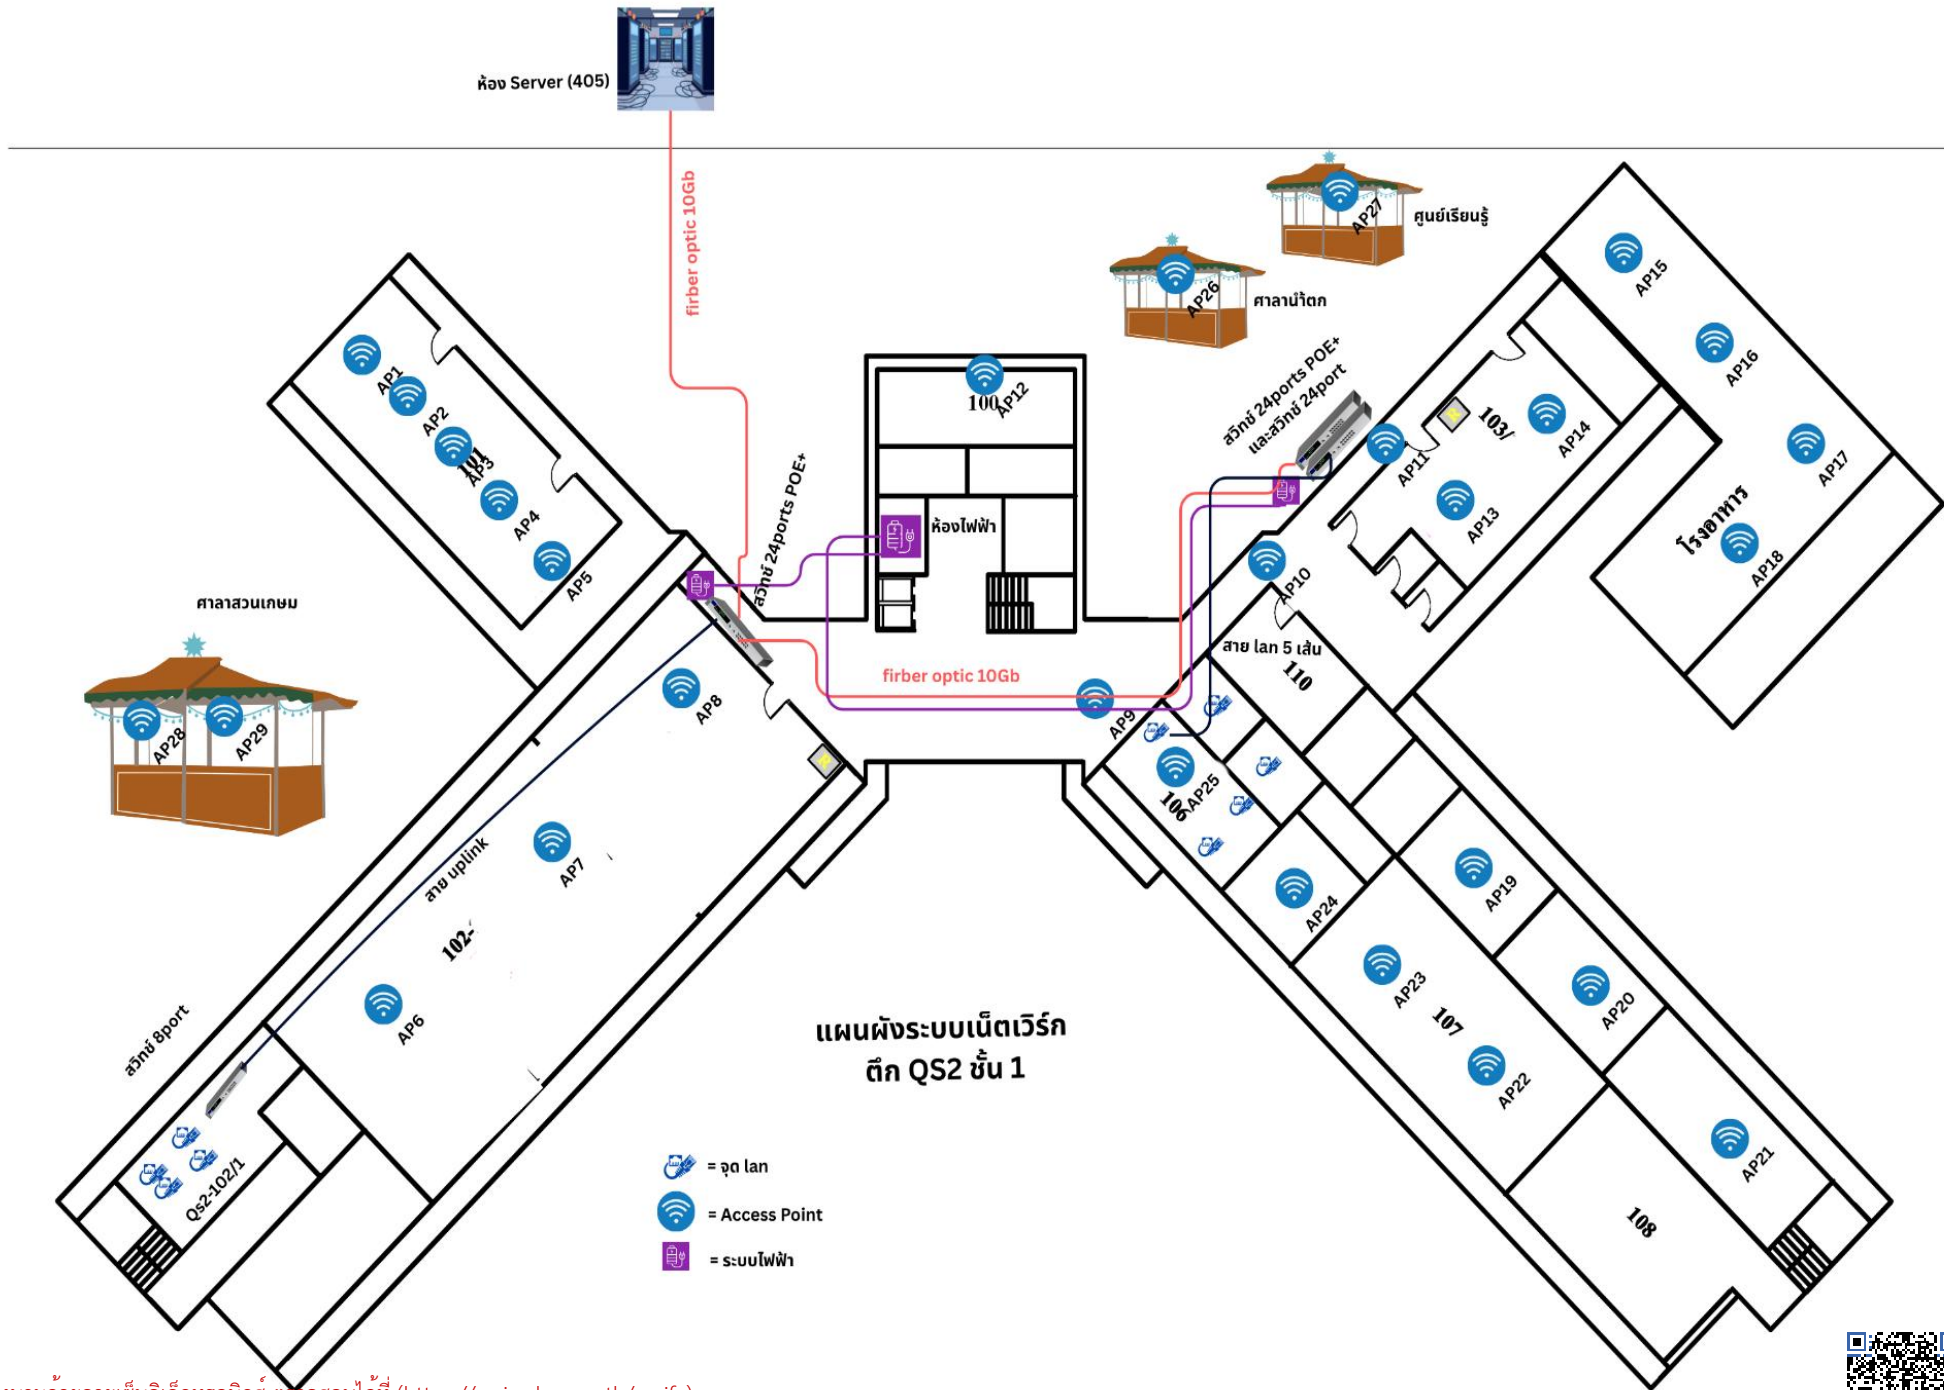 ห้อง Server (405)
firber optic 10Gb
ศูนย์เรียนรู้
AP27
AP26
ศาลาน้ำตก
AP15
AP16
AP17
AP18
โรงอาหาร
สวิทช์ 24ports POE+
และสวิทช์ 24port
AP1
AP2
101
AP3
AP4
AP5
100
AP12
ห้องไฟฟ้า
สวิทช์ 24ports POE+
AP11
103/
AP14
AP13
AP10
สาย lan 5 เส้น
110
firber optic 10Gb
AP9
AP25
106
ศาลาสวนเกษม
AP28
AP29
AP8
AP7
สาย uplink
102-
AP6
สวิทช์ 8port
Qs2-102/1
AP24
AP19
AP23
AP20
107
AP22
AP21
108
แผนผังระบบเน็ตเวิร์ก
ตึก QS2 ชั้น 1
= จุด lan
= Access Point
= ระบบไฟฟ้า